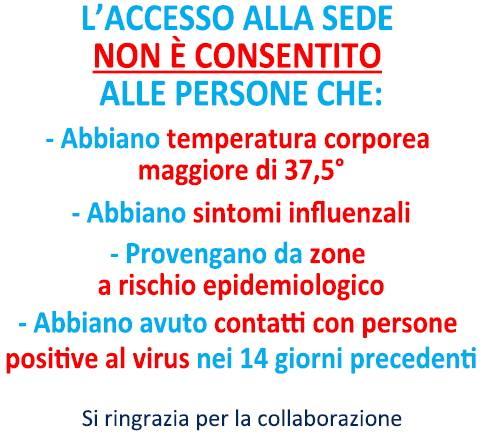 L’ACCESSO ALLA SEDE
NON È CONSENTITO
ALLE PERSONE CHE:
- Abbiano temperatura corporea
maggiore di 37,5°
- Abbiano sintomi influenzali
- Provengano da zone
a rischio epidemiologico
- Abbiano avuto contatti con persone
positive al virus nei 14 giorni precedenti
Si ringrazia per la collaborazione